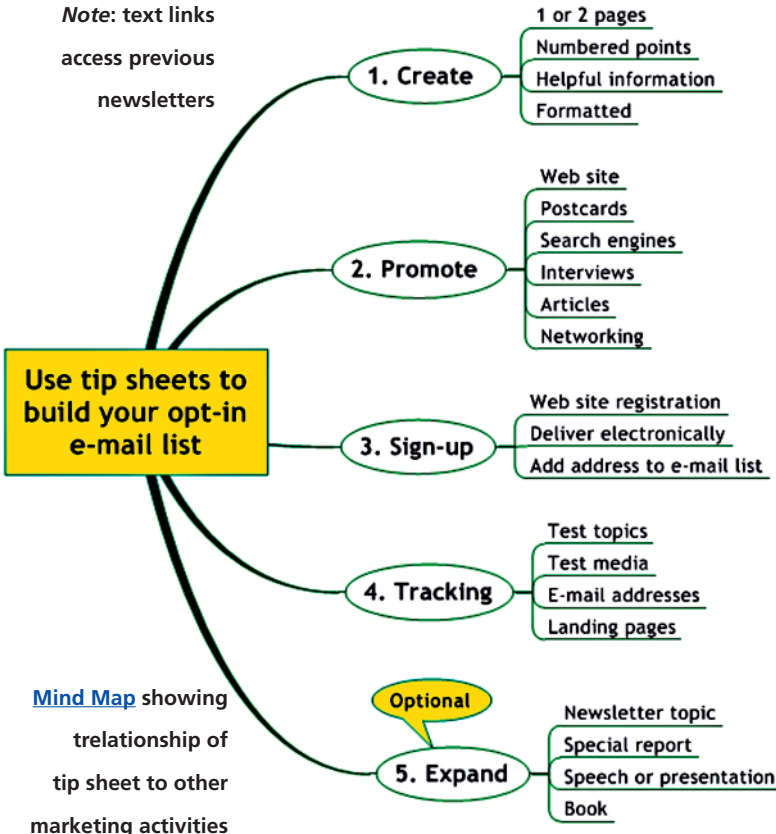 Note: text links
access previous
newsletters
1. Create
1 or 2 pages
Numbered points
Helpful information
Formatted
2. Promote
Web site
Postcards
Search engines
Interviews
Articles
Networking
Use tip sheets to
build your opt-in
e-mail list
3. Sign-up
Web site registration
Deliver electronically
Add address to e-mail list
4. Tracking
Test topics
Test media
E-mail addresses
Landing pages
Optional
5. Expand
Newsletter topic
Special report
Speech or presentation
Book
Mind Map showing
trelationship of
tip sheet to other
marketing activities